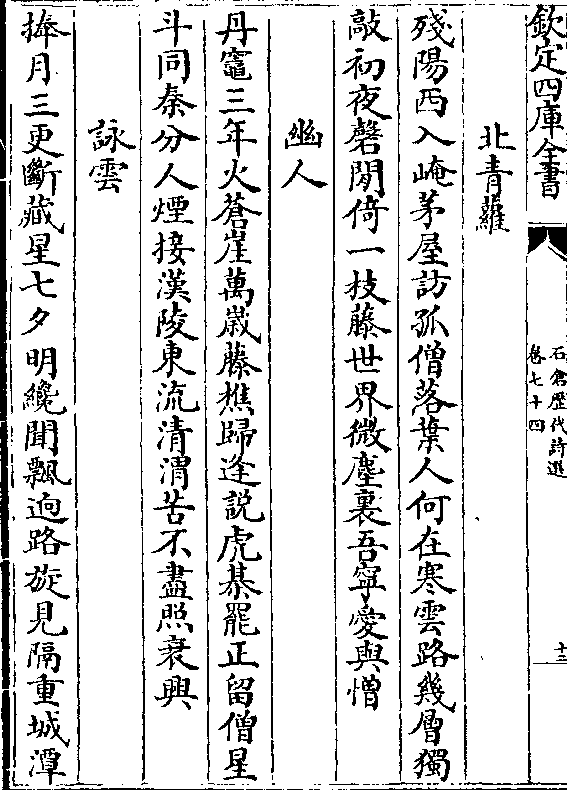 欽定四庫全書
石倉歷代詩選
卷七十四
十三
北青蘿
殘陽西入崦茅屋訪孤僧落葉人何在寒雲路幾層獨
敲初夜磬閒倚一枝藤世界微塵裏吾寧愛與憎
幽人
丹竈三年火蒼崖萬歲藤樵歸逢説虎棊罷正留僧星
斗同秦分人煙接漢陵東流清渭苦不盡照衰興
詠雲
捧月三更斷藏星七夕明纔聞飄迥路旋見隔重城潭